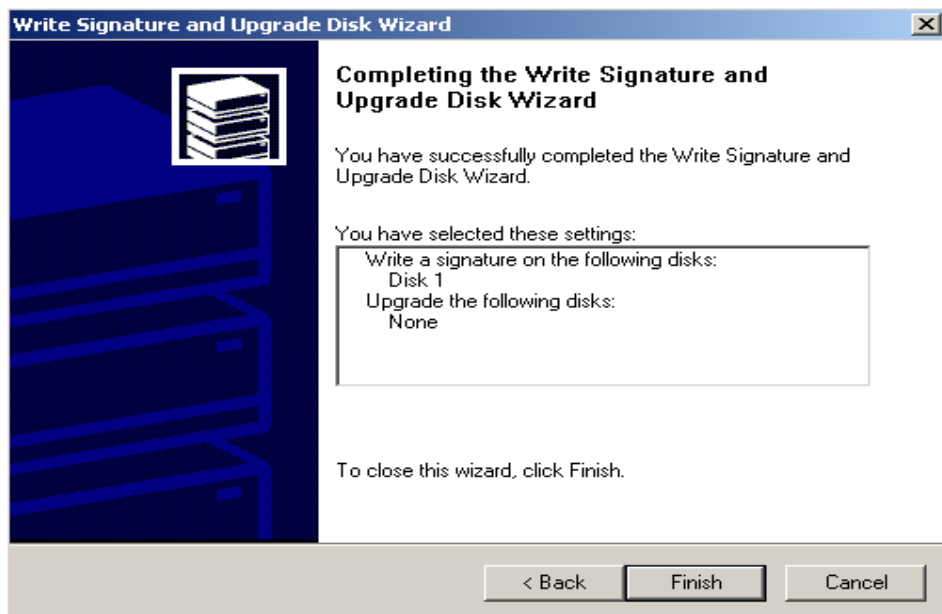 Write Signature and Upgrade Disk Wizard
Completing the Write Signature and
Upgrade Disk Wizard
You have successfully completed the Write Signature and
Upgrade Disk Wizard.
You have selected these settings:
Write a signature on the following disks:
Disk 1
Upgrade the following disks:
None
To close this wizard, click Finish.
< Back Finish Cancel